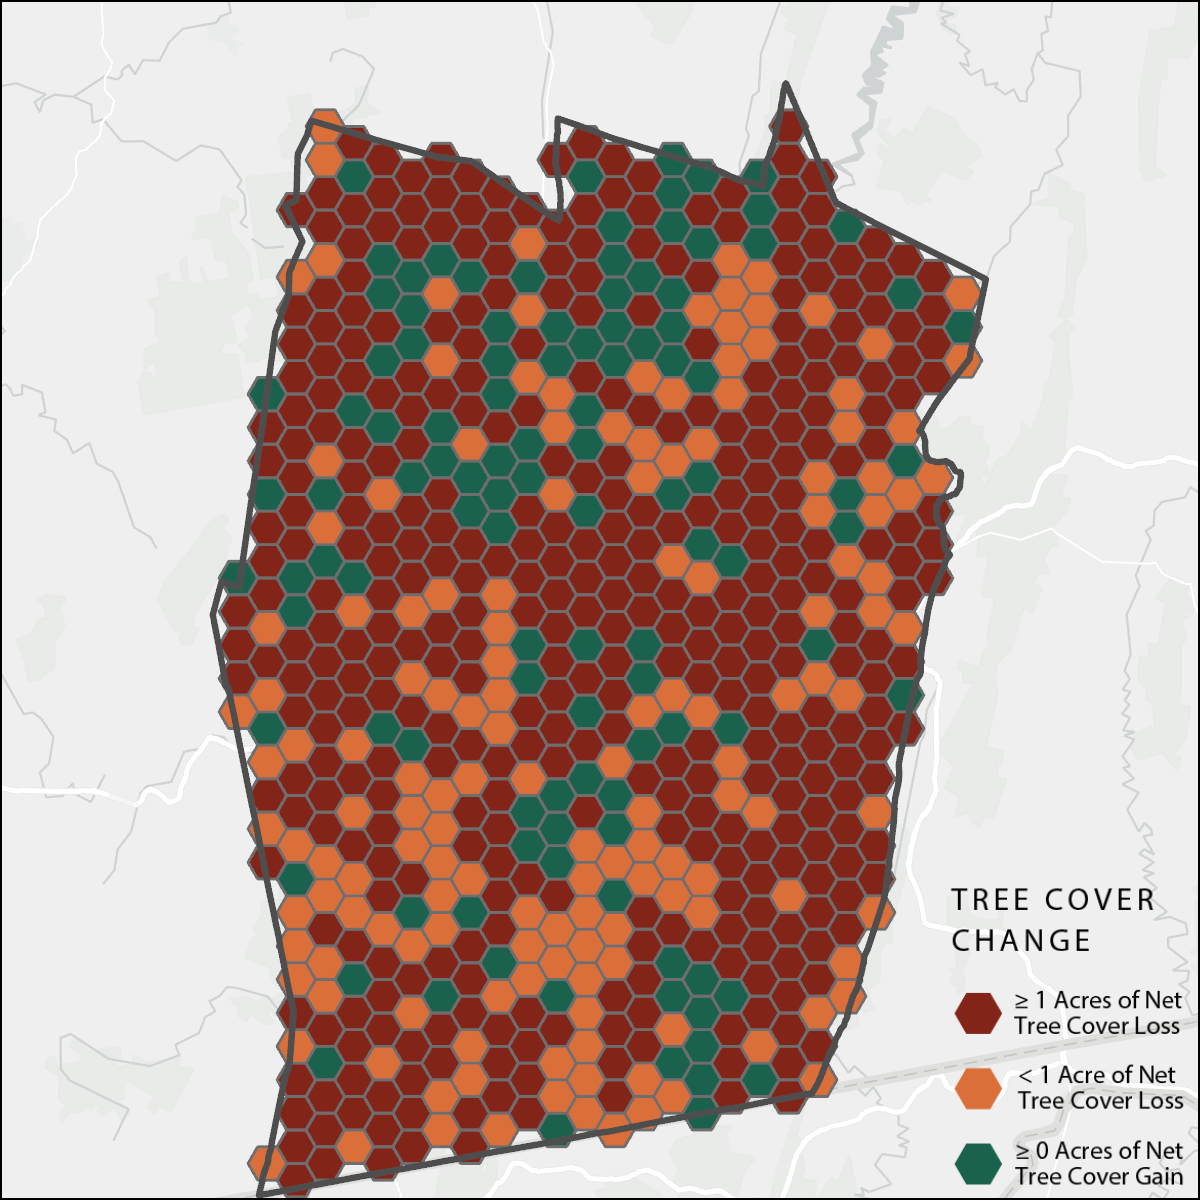 TREE COVER
CHANGE
≥ 1 Acres of Net
Tree Cover Loss
< 1 Acre of Net
Tree Cover Loss
≥ 0 Acres of Net
Tree Cover Gain